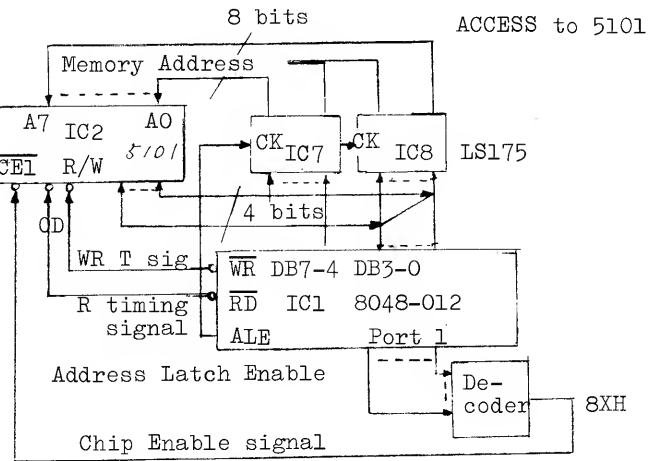 8 bits
ACCESS to 5101
Memory Address
A7 IC2 A0
5101
CE1 R/W
CK IC7
CK IC8
LS175
OD
4 bits
WR T sig
WR DB7-4 DB3-0
R timing signal
RD IC1 8048-012
ALE Port 1
Address Latch Enable
De-
coder
8XH
Chip Enable signal